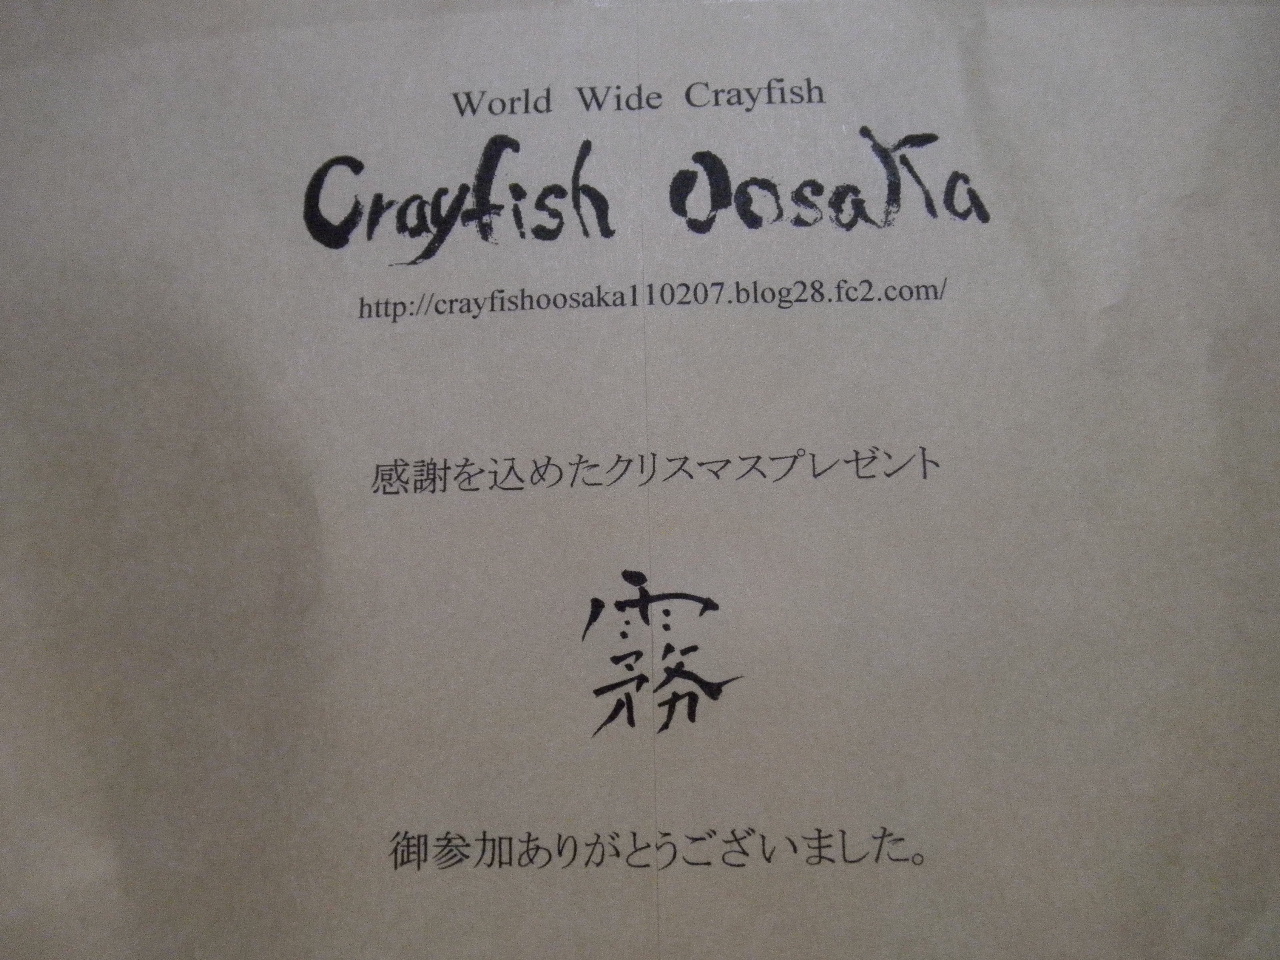 World Wide Crayfish
Crayfish OosaKa
http://crayfishoosaka110207.blog28.fc2.com/
感謝を込めたクリスマスプレゼント
霧
御参加ありがとうございました。